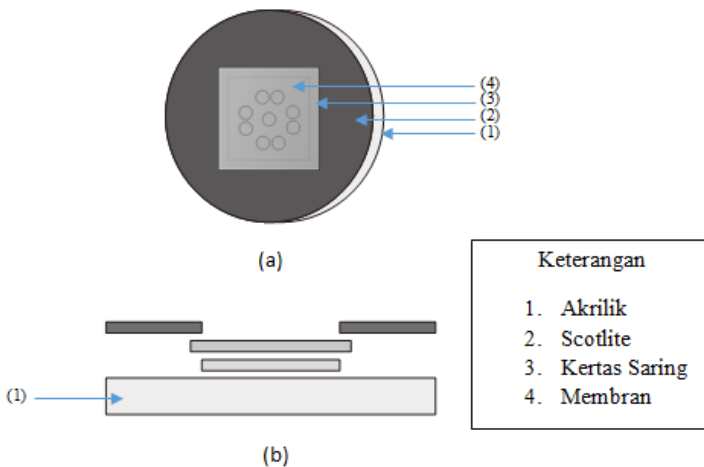 (4)
(3)
(2)
(1)
(a)
Keterangan
1. Akrilik
2. Scotlite
3. Kertas Saring
4. Membran
(1)
(b)